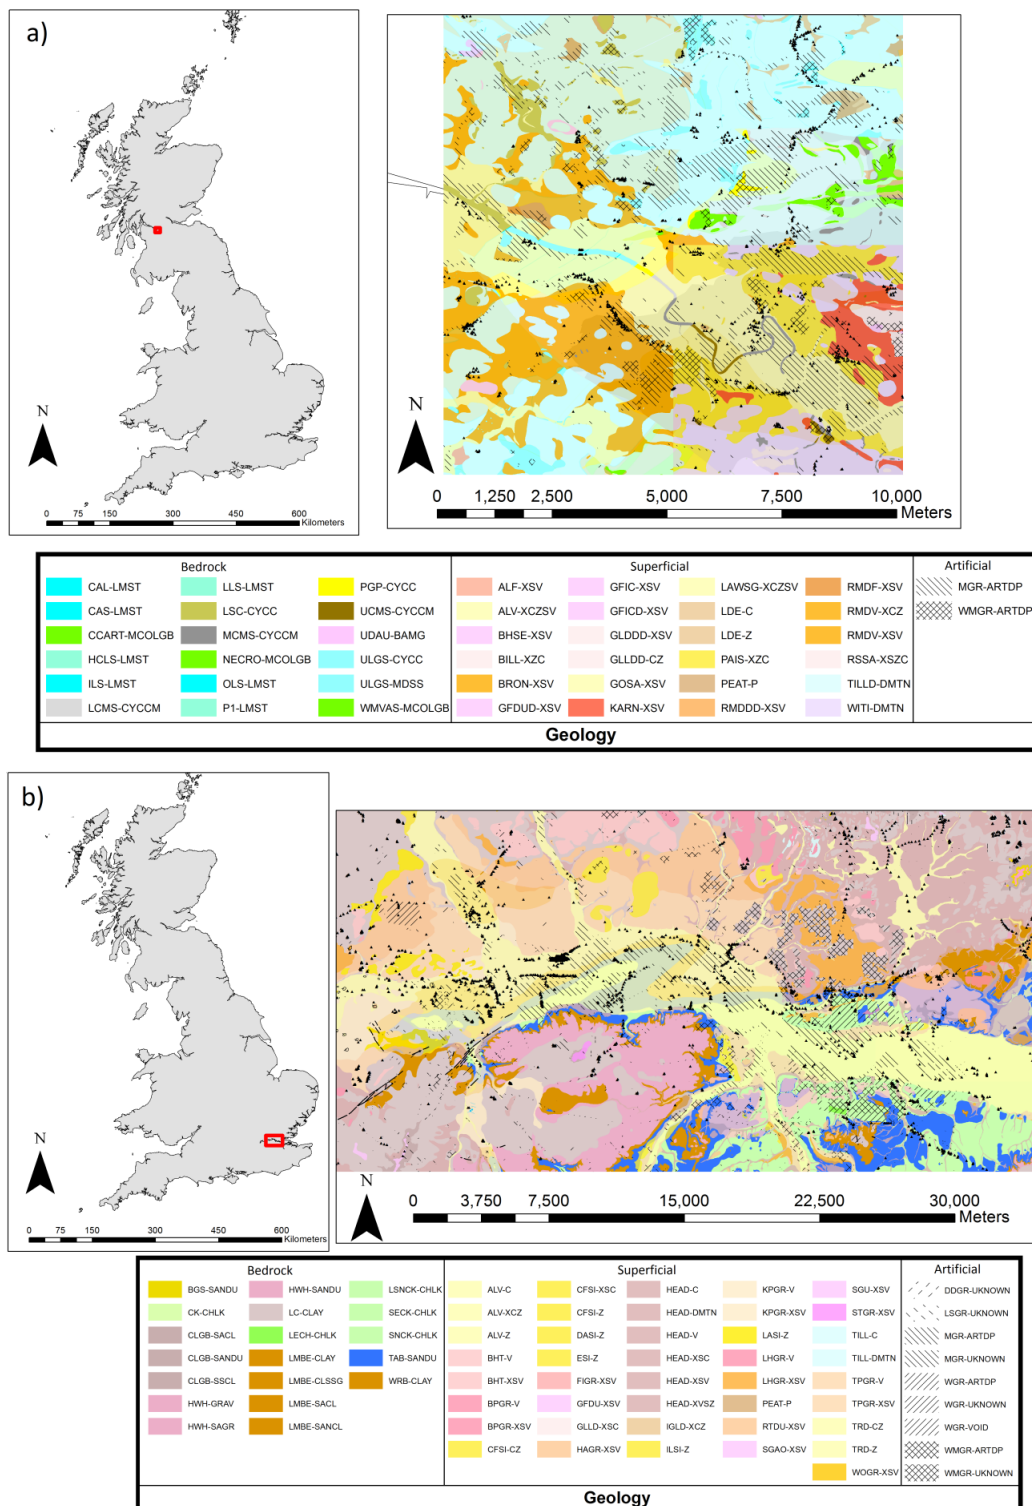 a)
N
0 75 150 300 450 600
Kilometers
N
0 1,250 2,500 5,000 7,500 10,000
Meters
Bedrock Superficial Artificial
CAL-LMST LLS-LMST PGP-CYCC ALF-XSV GFIC-XSV LAWSG-XCZSV RMDF-XSV MGR-ARTDP
CAS-LMST LSC-CYCC UCMS-CYCCM ALV-XCZSV GFICD-XSV LDE-C RMDV-XCZ WMGR-ARTDP
CCART-MCOLGB MCMS-CYCCM UDAU-BAMG BHSE-XSV GLDDD-XSV LDE-Z RMDV-XSV
HCLS-LMST NECRO-MCOLGB ULGS-CYCC BILL-XZC GLLDD-CZ PAIS-XZC RSSA-XSZC
ILS-LMST OLS-LMST ULGS-MDSS BRON-XSV GOSA-XSV PEAT-P TILLD-DMTN
LCMS-CYCCM P1-LMST WMVAS-MCOLGB GFDUD-XSV KARN-XSV RMDDD-XSV WITI-DMTN
Geology
b)
N
0 75 150 300 450 600
Kilometers
N
0 3,750 7,500 15,000 22,500 30,000
Meters
Bedrock Superficial Artificial
BGS-SANDU HWH-SANDU LSNCK-CHLK ALV-C CFSI-XSC HEAD-C KPGR-V SGU-XSV DDGR-UKNOWN
CK-CHLK LC-CLAY SECK-CHLK ALV-XCZ CFSI-Z HEAD-DMTN KPGR-XSV STGR-XSV LSGR-UKNOWN
CLGB-SACL LECH-CHLK SNCK-CHLK ALV-Z DASI-Z HEAD-V LASI-Z TILL-C MGR-ARTDP
CLGB-SANDU LMBE-CLAY TAB-SANDU BHT-V ESI-Z HEAD-XSC LHGR-V TILL-DMTN MGR-UKNOWN
CLGB-SSCL LMBE-CLSSG WRB-CLAY BHT-XSV FIGR-XSV HEAD-XSV LHGR-XSV TPGR-V WGR-ARTDP
HWH-GRAV LMBE-SACL BPGR-V GFDU-XSV HEAD-XVSZ PEAT-P TPGR-XSV WGR-UKNOWN
HWH-SAGR LMBE-SANCL BPGR-XSV GLLD-XSC IGLD-XCZ RTDU-XSV TRD-CZ WGR-VOID
CFSI-CZ HAGR-XSV ILSI-Z SGAO-XSV TRD-Z WMGR-ARTDP
WOGR-XSV WMGR-UKNOWN
Geology